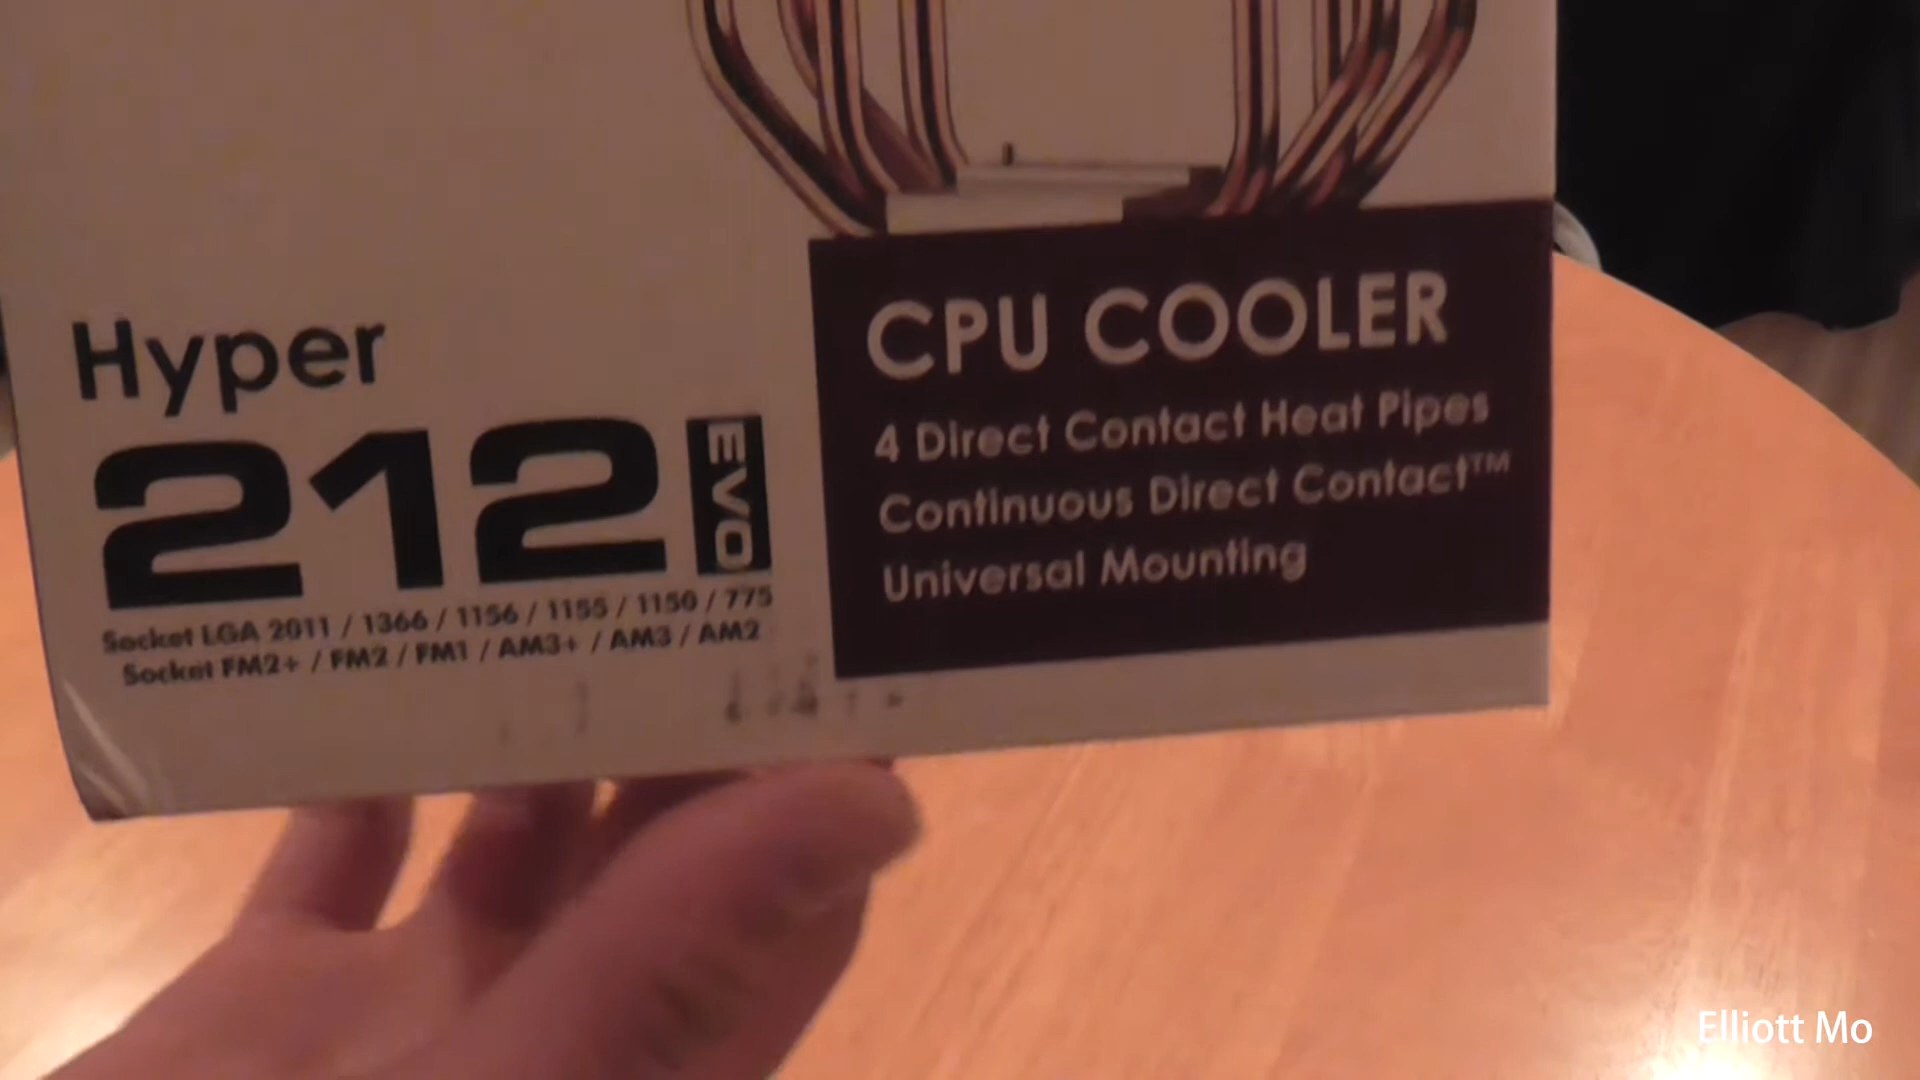 Hyper
212 EVO
Socket LGA 2011 / 1366 / 1156 / 1155 / 1150 / 775
Socket FM2+ / FM2 / FM1 / AM3+ / AM3 / AM2
CPU COOLER
4 Direct Contact Heat Pipes
Continuous Direct Contact™
Universal Mounting
Elliott Mo